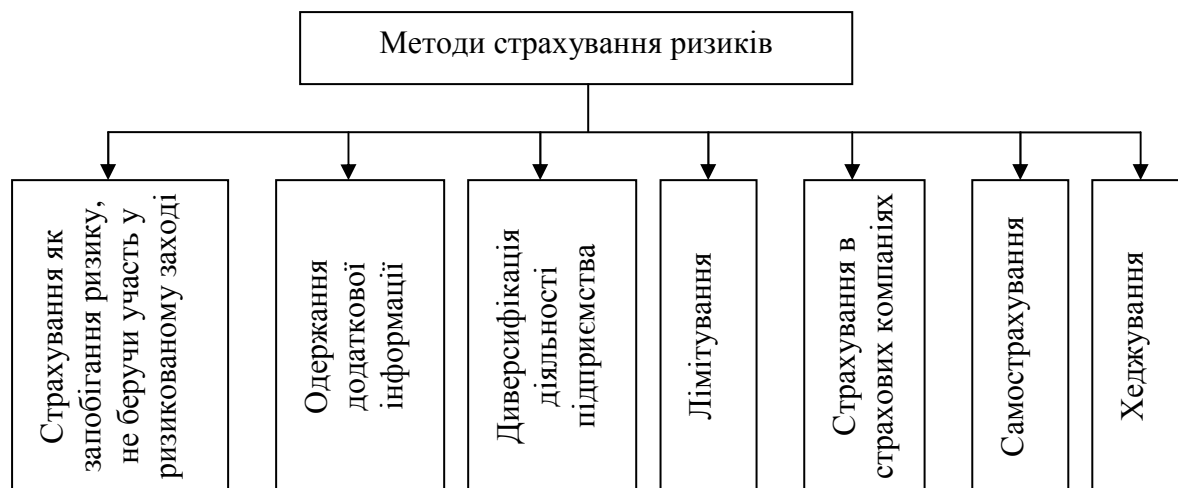 Методи страхування ризиків
Страхування як
запобігання ризику,
не беручи участь у
ризикованому заході
Одержання
додаткової
інформації
Диверсифікація
діяльності
підприємства
Лімітування
Страхування в
страхових компаніях
Самострахування
Хеджування